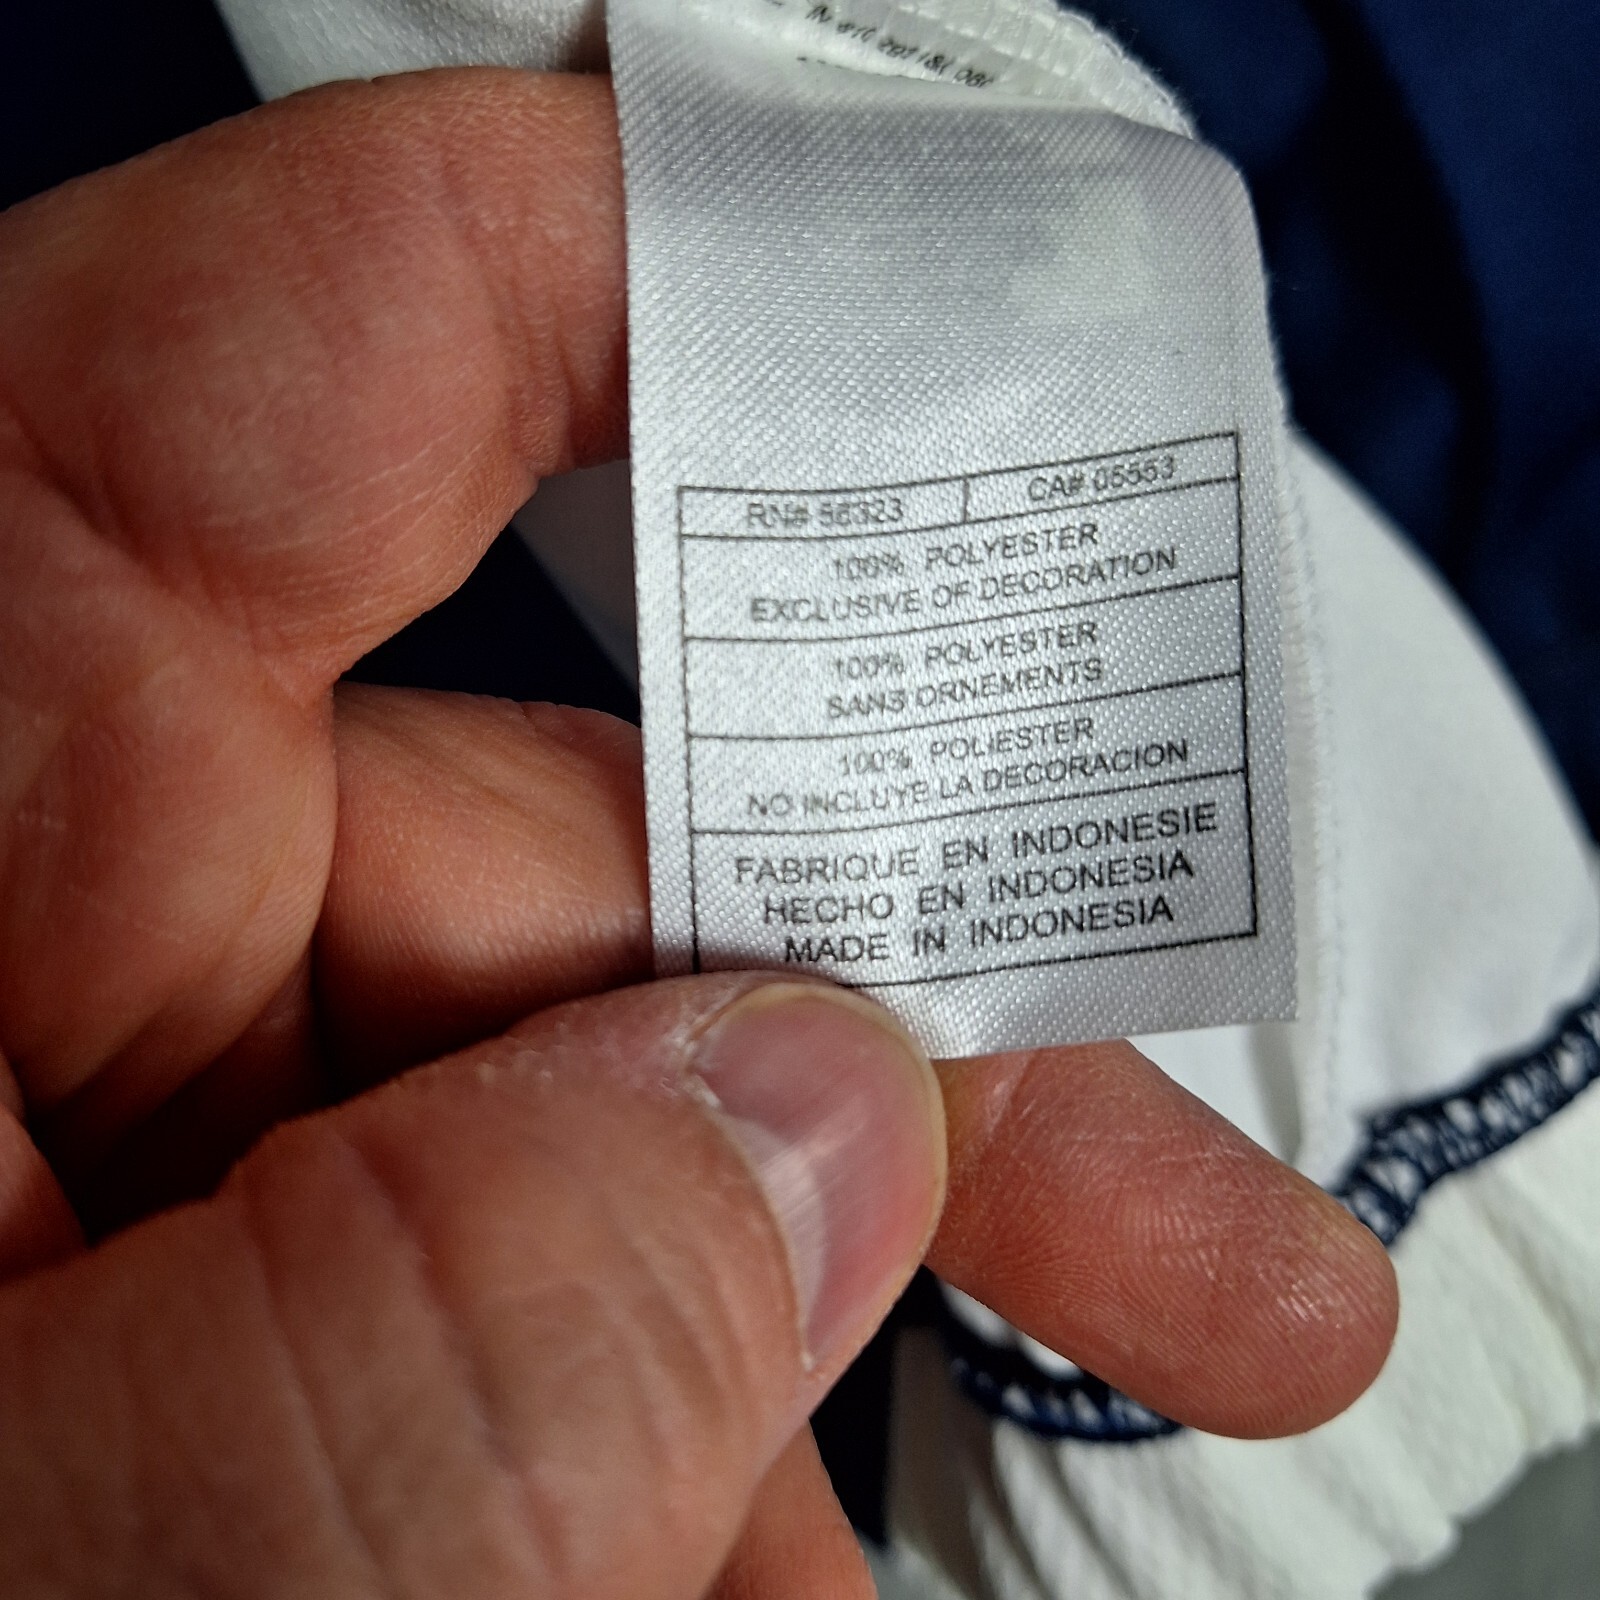 RN# 56323
CA# 05553
100% POLYESTER
EXCLUSIVE OF DECORATION
100% POLYESTER
SANS ORNEMENTS
100% POLIESTER
NO INCLUYE LA DECORACION
FABRIQUE EN INDONESIE
HECHO EN INDONESIA
MADE IN INDONESIA